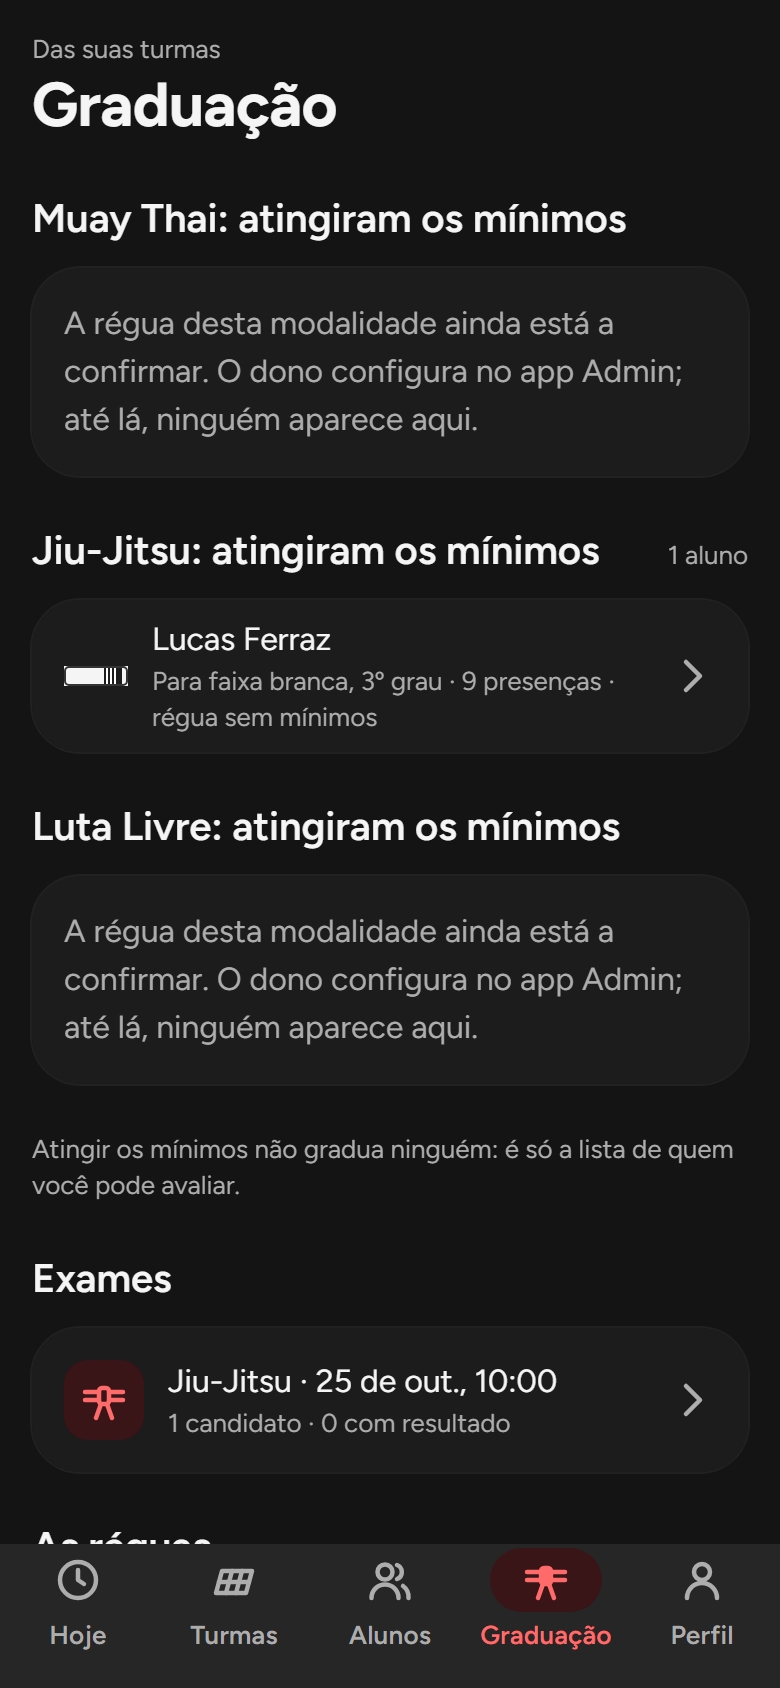 Das suas turmas
Graduação
Muay Thai: atingiram os mínimos
A régua desta modalidade ainda está a
confirmar. O dono configura no app Admin;
até lá, ninguém aparece aqui.
Jiu-Jitsu: atingiram os mínimos
1 aluno
Lucas Ferraz
Para faixa branca, 3º grau · 9 presenças ·
régua sem mínimos
Luta Livre: atingiram os mínimos
A régua desta modalidade ainda está a
confirmar. O dono configura no app Admin;
até lá, ninguém aparece aqui.
Atingir os mínimos não gradua ninguém: é só a lista de quem
você pode avaliar.
Exames
Jiu-Jitsu · 25 de out., 10:00
1 candidato · 0 com resultado
As réguas
Hoje
Turmas
Alunos
Graduação
Perfil